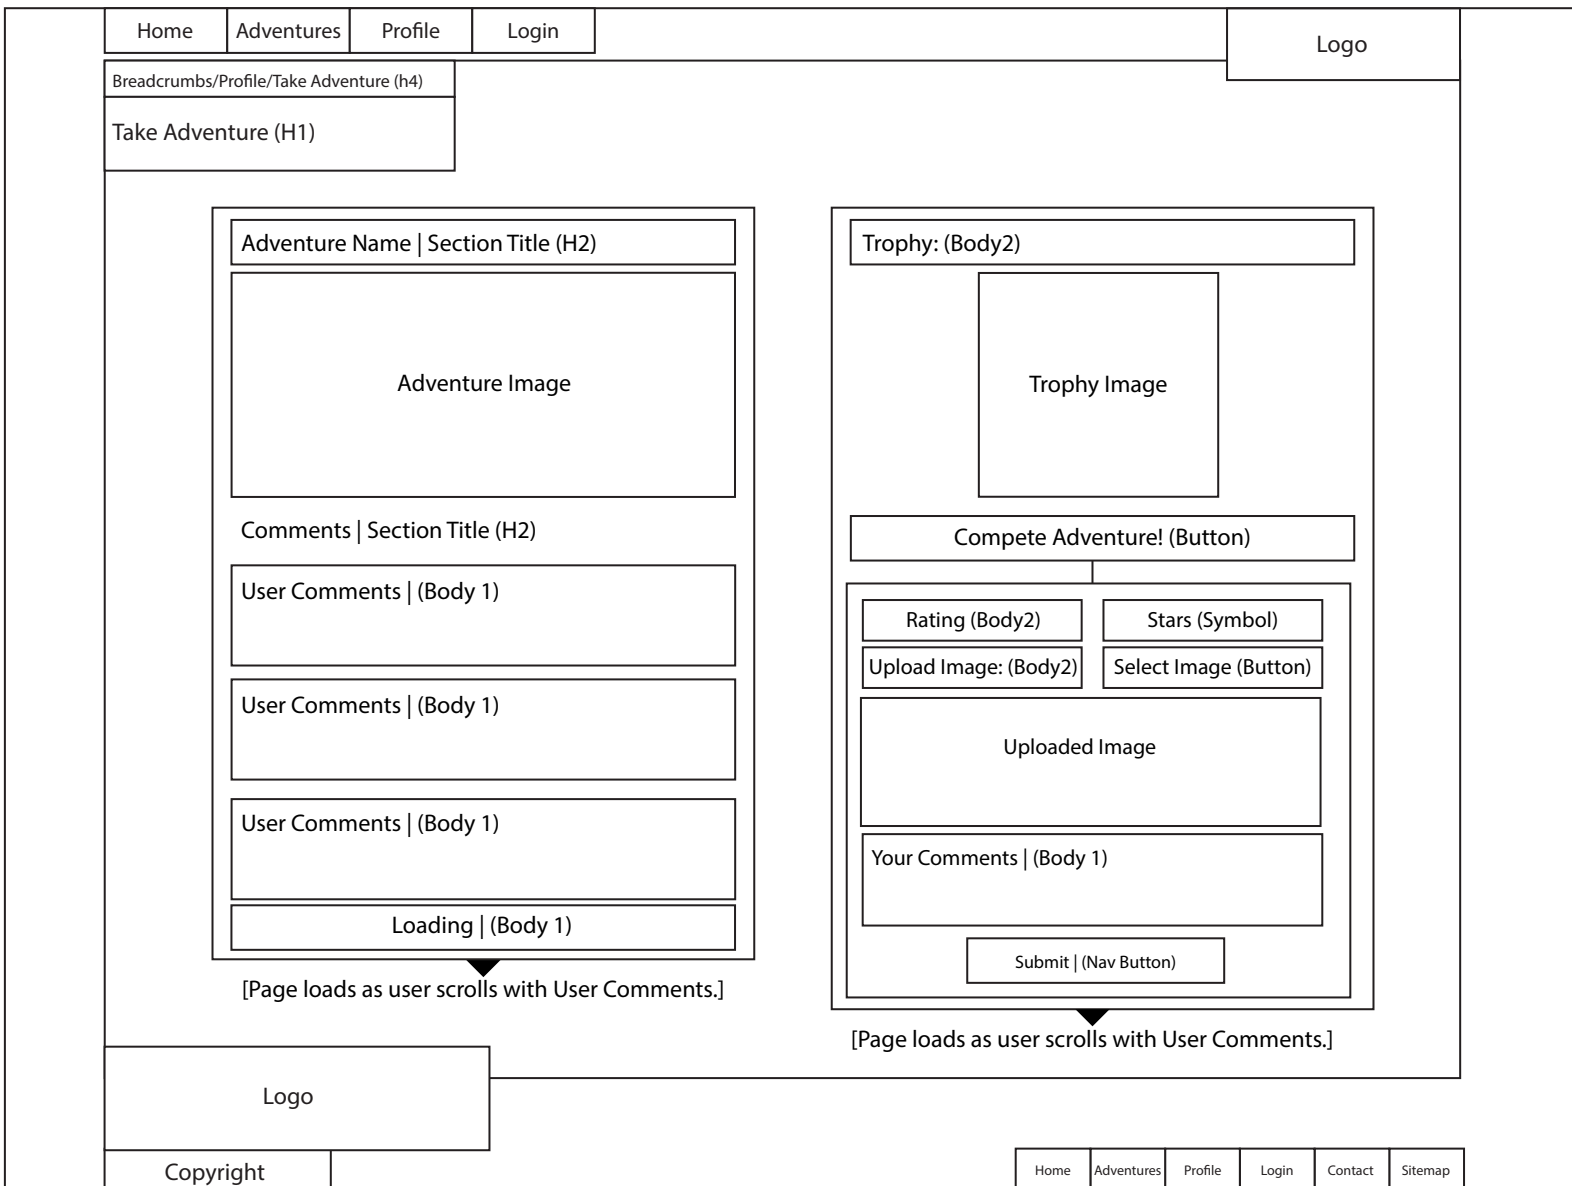 Home
Adventures
Profile
Login
Logo
Breadcrumbs/Profile/Take Adventure (h4)
Take Adventure (H1)
Adventure Name | Section Title (H2)
Adventure Image
Comments | Section Title (H2)
User Comments | (Body 1)
User Comments | (Body 1)
User Comments | (Body 1)
Loading | (Body 1)
[Page loads as user scrolls with User Comments.]
Trophy: (Body2)
Trophy Image
Compete Adventure! (Button)
Rating (Body2)
Stars (Symbol)
Upload Image: (Body2)
Select Image (Button)
Uploaded Image
Your Comments | (Body 1)
Submit | (Nav Button)
[Page loads as user scrolls with User Comments.]
Logo
Copyright
Home
Adventures
Profile
Login
Contact
Sitemap